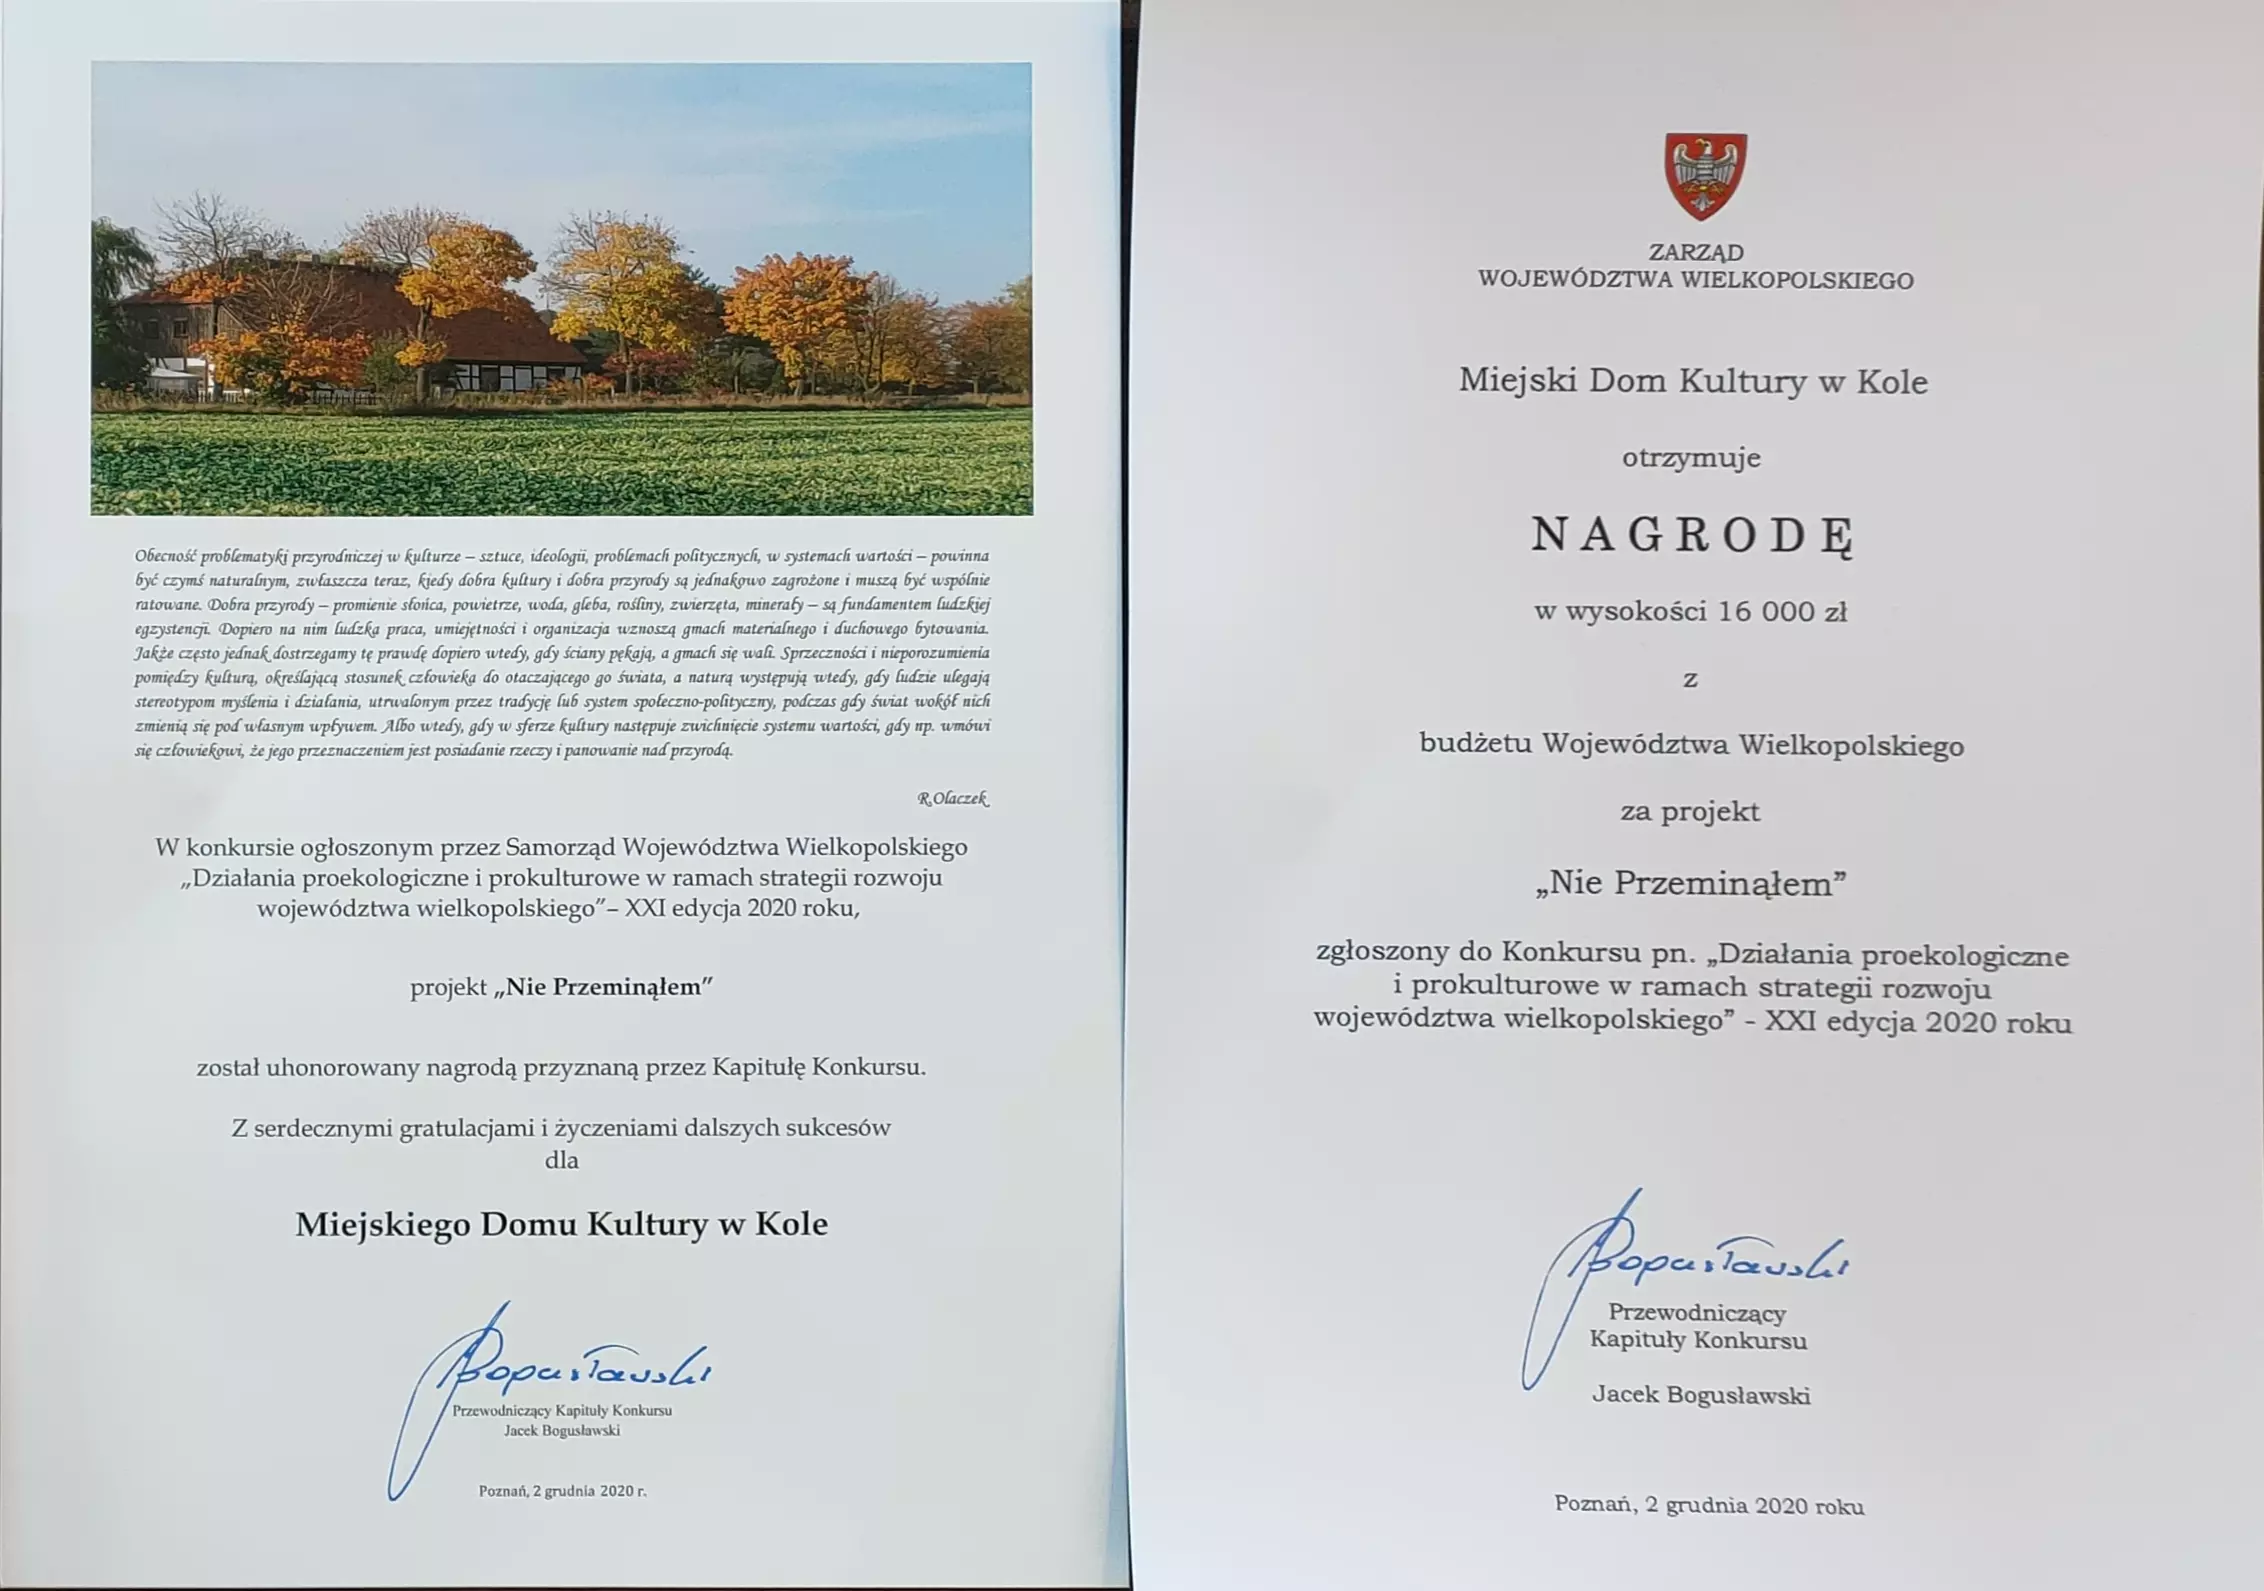 Obecność problematyki przyrodniczej w kulturze – sztuce, ideologii, problemach politycznych, w systemach wartości – powinna
być czymś naturalnym, zwłaszcza teraz, kiedy dobra kultury i dobra przyrody są jednakowo zagrożone i muszą być wspólnie
ratowane. Dobra przyrody – promienie słońca, powietrze, woda, gleba, rośliny, zwierzęta, minerały – są fundamentem ludzkiej
egzystencji. Dopiero na nim ludzka praca, umiejętności i organizacja wznoszą gmach materialnego i duchowego bytowania.
Jakże często jednak dostrzegamy tę prawdę dopiero wtedy, gdy ściany pękają, a gmach się wali. Sprzeczności i nieporozumienia
pomiędzy kulturą, określającą stosunek człowieka do otaczającego go świata, a naturą występują wtedy, gdy ludzie ulegają
stereotypom myślenia i działania, utrwalonym przez tradycję lub system społeczno-polityczny, podczas gdy świat wokół nich
zmienią się pod własnym wpływem. Albo wtedy, gdy w sferze kultury następuje zwichnięcie systemu wartości, gdy np. wmówi
się człowiekowi, że jego przeznaczeniem jest posiadanie rzeczy i panowanie nad przyrodą.
R.Olaczek
W konkursie ogłoszonym przez Samorząd Województwa Wielkopolskiego
„Działania proekologiczne i prokulturowe w ramach strategii rozwoju
województwa wielkopolskiego”– XXI edycja 2020 roku,
projekt „Nie Przeminąłem”
został uhonorowany nagrodą przyznaną przez Kapitułę Konkursu.
Z serdecznymi gratulacjami i życzeniami dalszych sukcesów
dla
Miejskiego Domu Kultury w Kole
Bogusławski
Przewodniczący Kapituły Konkursu
Jacek Bogusławski
Poznań, 2 grudnia 2020 r.
ZARZĄD
WOJEWÓDZTWA WIELKOPOLSKIEGO
Miejski Dom Kultury w Kole
otrzymuje
NAGRODĘ
w wysokości 16 000 zł
z
budżetu Województwa Wielkopolskiego
za projekt
„Nie Przeminąłem”
zgłoszony do Konkursu pn. „Działania proekologiczne
i prokulturowe w ramach strategii rozwoju
województwa wielkopolskiego” - XXI edycja 2020 roku
Bogusławski
Przewodniczący
Kapituły Konkursu
Jacek Bogusławski
Poznań, 2 grudnia 2020 roku